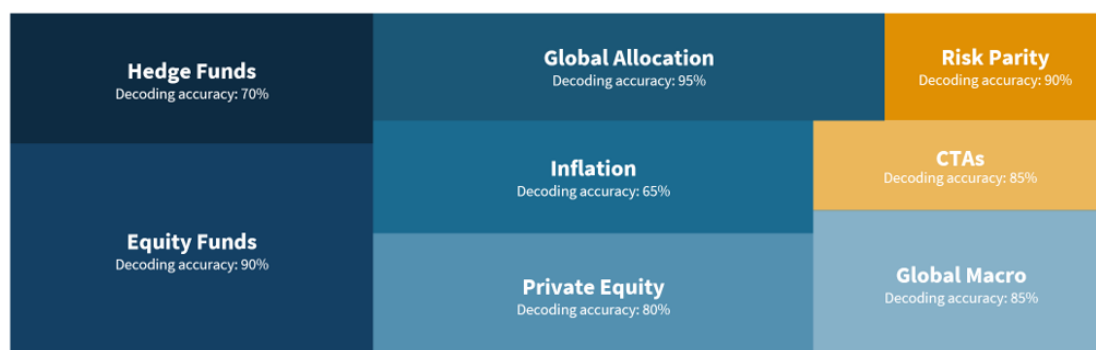 Hedge Funds
Decoding accuracy: 70%
Global Allocation
Decoding accuracy: 95%
Risk Parity
Decoding accuracy: 90%
Inflation
Decoding accuracy: 65%
CTAs
Decoding accuracy: 85%
Equity Funds
Decoding accuracy: 90%
Private Equity
Decoding accuracy: 80%
Global Macro
Decoding accuracy: 85%